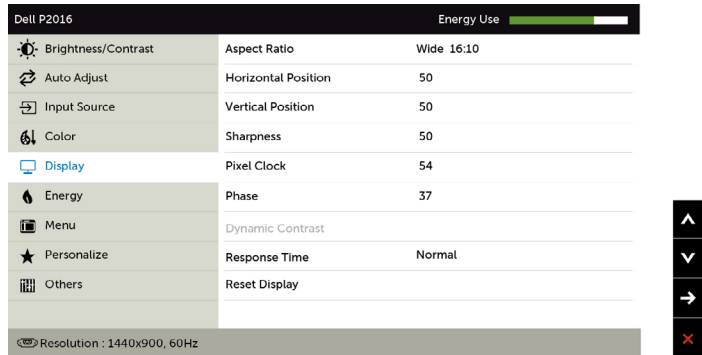 Dell P2016 Energy Use
Brightness/Contrast Aspect Ratio Wide 16:10
Auto Adjust Horizontal Position 50
Input Source Vertical Position 50
Color Sharpness 50
Display Pixel Clock 54
Energy Phase 37
Menu Dynamic Contrast
Personalize Response Time Normal
Others Reset Display
Resolution : 1440x900, 60Hz